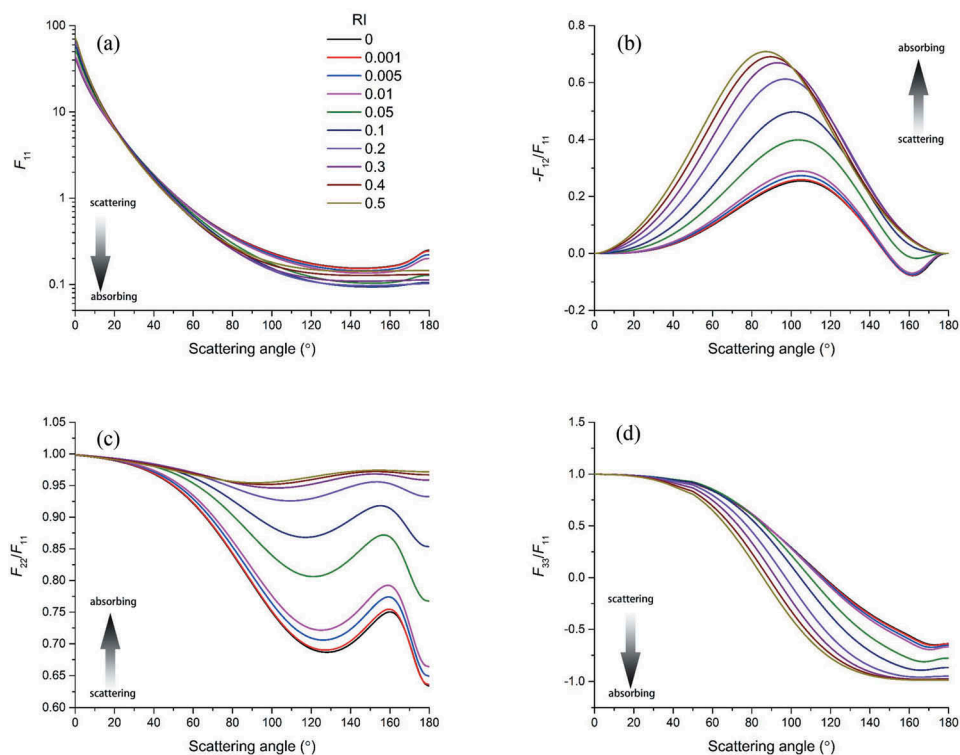 (a)
RI
0
0.001
0.005
0.01
0.05
0.1
0.2
0.3
0.4
0.5
100
10
1
0.1
F11
scattering
absorbing
0 20 40 60 80 100 120 140 160 180
Scattering angle (°)
(b)
0.8
0.6
0.4
0.2
0.0
-0.2
-F12/F11
absorbing
scattering
0 20 40 60 80 100 120 140 160 180
Scattering angle (°)
(c)
1.05
1.00
0.95
0.90
0.85
0.80
0.75
0.70
0.65
0.60
F22/F11
absorbing
scattering
0 20 40 60 80 100 120 140 160 180
Scattering angle (°)
(d)
1.0
0.5
0.0
-0.5
-1.0
F33/F11
scattering
absorbing
0 20 40 60 80 100 120 140 160 180
Scattering angle (°)